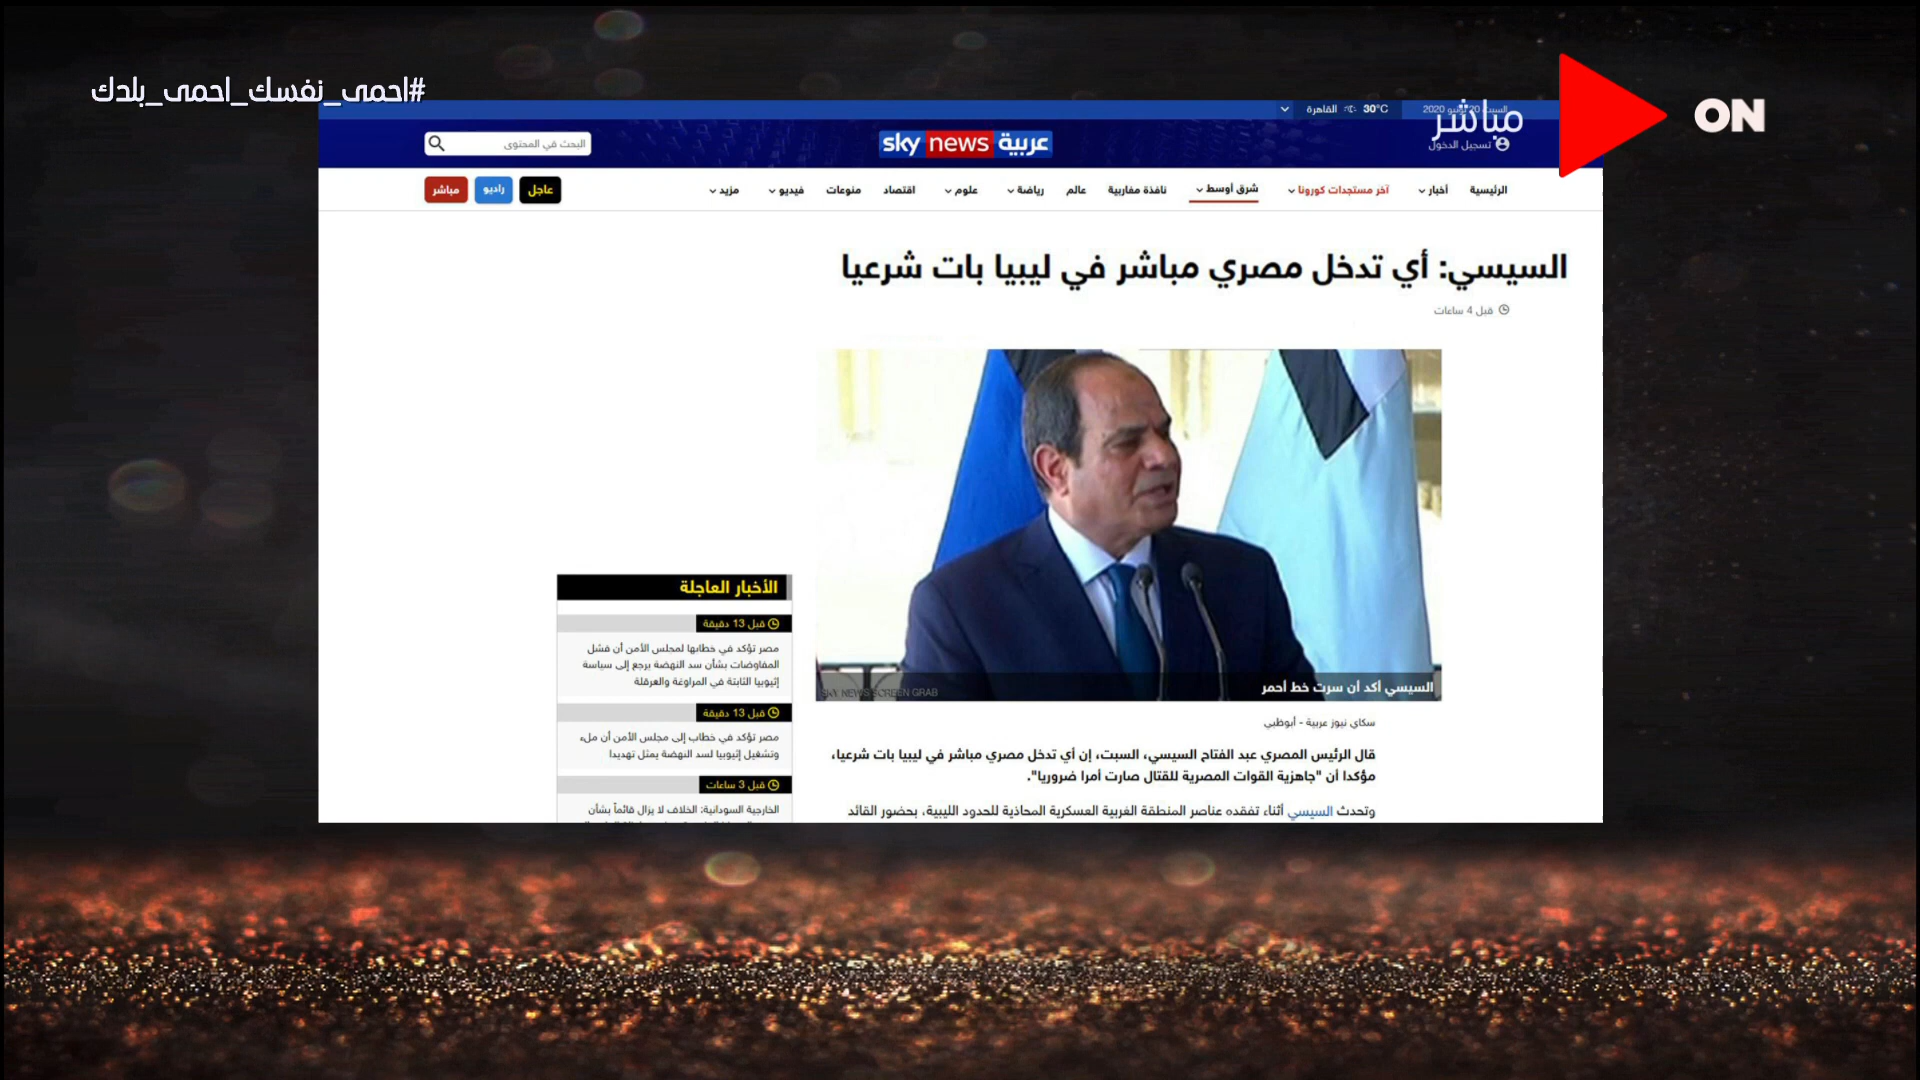 #احمى_نفسك_احمى_بلدك
مباشر
ON
السبت 20 يونيو 2020
30°C القاهرة
تسجيل الدخول
sky news عربية
البحث في المحتوى
الرئيسية
أخبار
آخر مستجدات كورونا
شرق أوسط
نافذة مغاربية
عالم
رياضة
علوم
اقتصاد
منوعات
فيديو
مزيد
عاجل
راديو
مباشر
السيسي: أي تدخل مصري مباشر في ليبيا بات شرعيا
قبل 4 ساعات
السيسي أكد أن سرت خط أحمر
SKY NEWS SCREEN GRAB
سكاي نيوز عربية - أبوظبي
قال الرئيس المصري عبد الفتاح السيسي، السبت، إن أي تدخل مصري مباشر في ليبيا بات شرعيا،
مؤكدا أن "جاهزية القوات المصرية للقتال صارت أمرا ضروريا".
وتحدث السيسي أثناء تفقده عناصر المنطقة الغربية العسكرية المحاذية للحدود الليبية، بحضور القائد
الأخبار العاجلة
قبل 13 دقيقة
مصر تؤكد في خطابها لمجلس الأمن أن فشل
المفاوضات بشأن سد النهضة يرجع إلى سياسة
إثيوبيا الثابتة في المراوغة والعرقلة
قبل 13 دقيقة
مصر تؤكد في خطاب إلى مجلس الأمن أن ملء
وتشغيل إثيوبيا لسد النهضة يمثل تهديدا
قبل 3 ساعات
الخارجية السودانية: الخلاف لا يزال قائماً بشأن